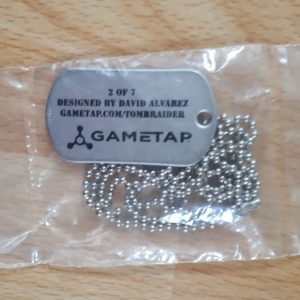 2 OF 7
DESIGNED BY DAVID ALVAREZ
GAMETAP.COM/TOMBRAIDER
GAMETAP